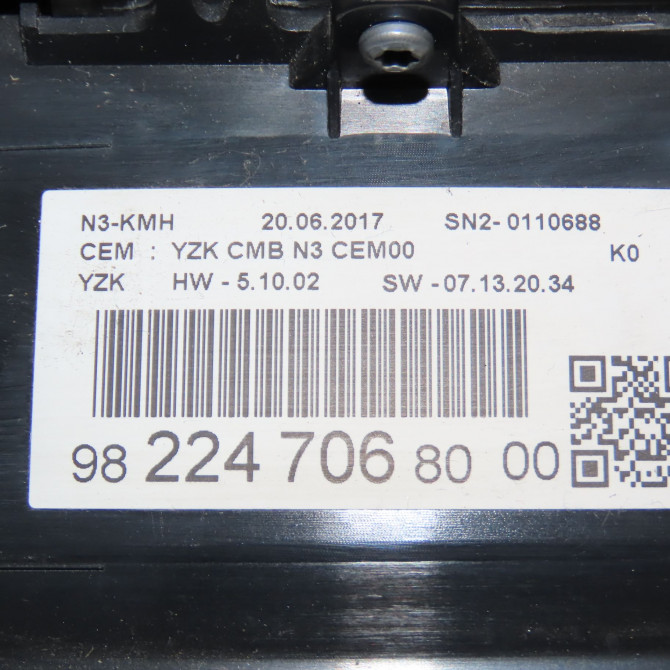 N3-KMH 20.06.2017 SN2- 0110688
CEM : YZK CMB N3 CEM00 K0
YZK HW - 5.10.02 SW - 07.13.20.34
98 224 706 80 00